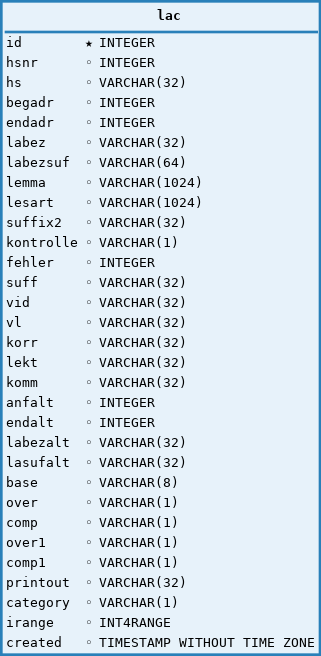 lac
id ★ INTEGER
hsnr ◦ INTEGER
hs ◦ VARCHAR(32)
begadr ◦ INTEGER
endadr ◦ INTEGER
labez ◦ VARCHAR(32)
labezsuf ◦ VARCHAR(64)
lemma ◦ VARCHAR(1024)
lesart ◦ VARCHAR(1024)
suffix2 ◦ VARCHAR(32)
kontrolle ◦ VARCHAR(1)
fehler ◦ INTEGER
suff ◦ VARCHAR(32)
vid ◦ VARCHAR(32)
vl ◦ VARCHAR(32)
korr ◦ VARCHAR(32)
lekt ◦ VARCHAR(32)
komm ◦ VARCHAR(32)
anfalt ◦ INTEGER
endalt ◦ INTEGER
labezalt ◦ VARCHAR(32)
lasufalt ◦ VARCHAR(32)
base ◦ VARCHAR(8)
over ◦ VARCHAR(1)
comp ◦ VARCHAR(1)
over1 ◦ VARCHAR(1)
comp1 ◦ VARCHAR(1)
printout ◦ VARCHAR(32)
category ◦ VARCHAR(1)
irange ◦ INT4RANGE
created ◦ TIMESTAMP WITHOUT TIME ZONE